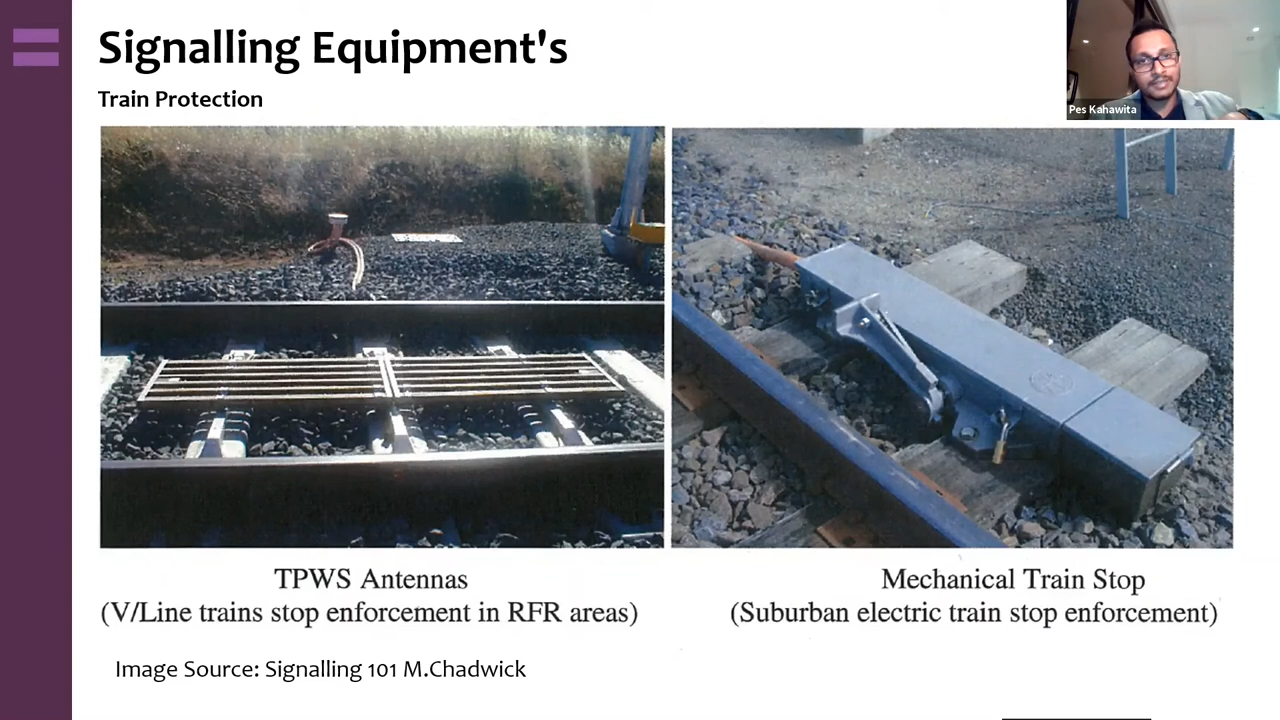 Signalling Equipment's
Train Protection
Pes Kahawita
TPWS Antennas
(V/Line trains stop enforcement in RFR areas)
Mechanical Train Stop
(Suburban electric train stop enforcement)
Image Source: Signalling 101 M.Chadwick